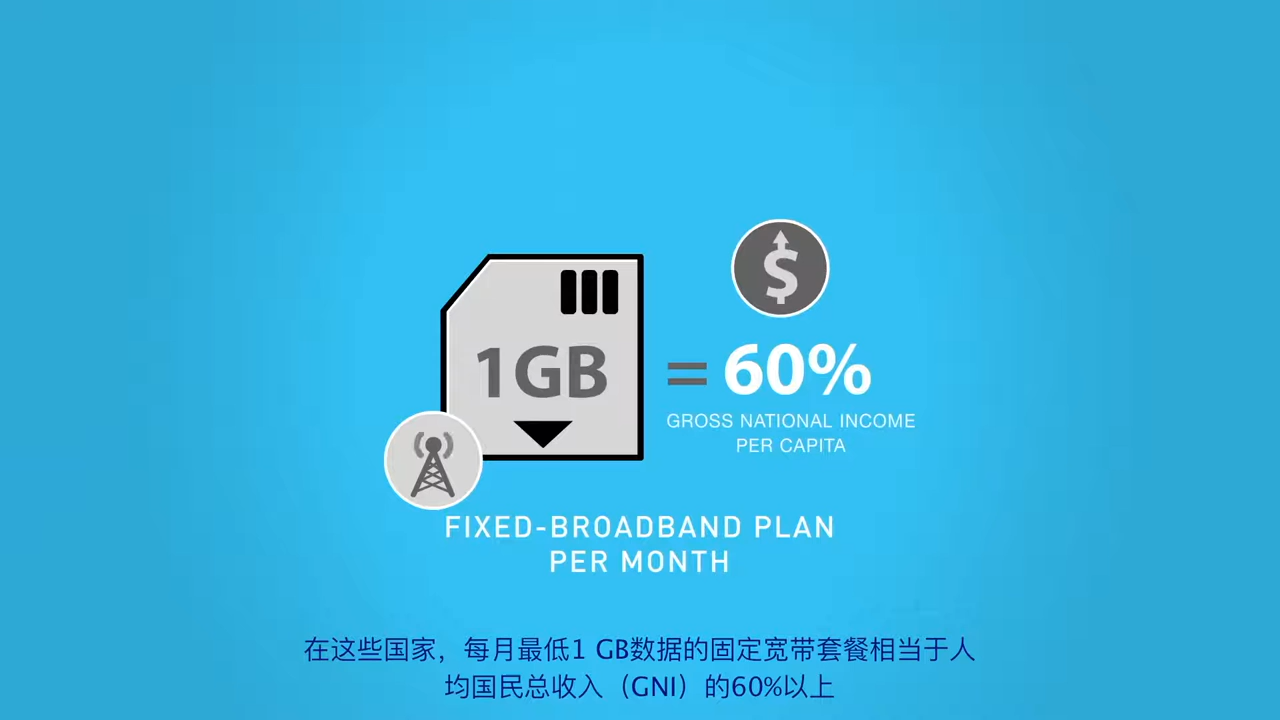 1GB
= 60%
GROSS NATIONAL INCOME
PER CAPITA
FIXED-BROADBAND PLAN
PER MONTH
在这些国家，每月最低1 GB数据的固定宽带套餐相当于人
均国民总收入（GNI）的60%以上